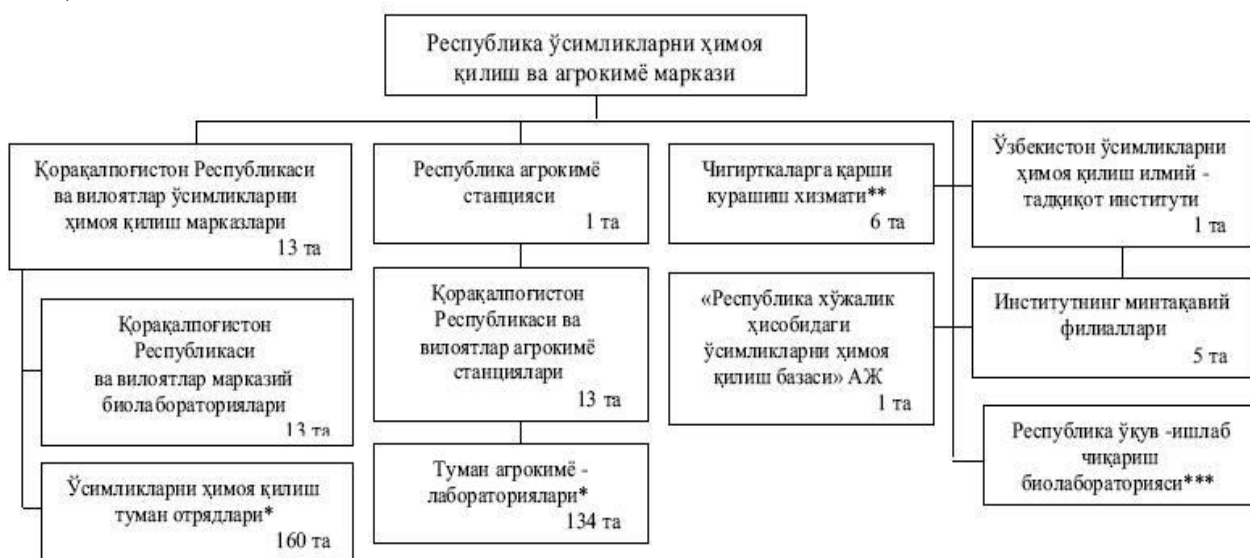 Республика ўсимликларни ҳимоя
қилиш ва агрокимё маркази
Қорақалпоғистон Республикаси
ва вилоятлар ўсимликларни
ҳимоя қилиш марказлари
13 та
Қорақалпоғистон
Республикаси
ва вилоятлар марказий
биолабораториялари
13 та
Ўсимликларни ҳимоя қилиш
туман отрядлари*
160 та
Республика агрокимё
станцияси
1 та
Қорақалпоғистон
Республикаси ва
вилоятлар агрокимё
станциялари
13 та
Туман агрокимё -
лабораториялари*
134 та
Чигирткаларга қарши
курашиш хизмати**
6 та
«Республика хўжалик
ҳисобидаги
ўсимликларни ҳимоя
қилиш базаси» АЖ
1 та
Ўзбекистон ўсимликларни
ҳимоя қилиш илмий -
тадқиқот институти
1 та
Институтнинг минтақавий
филиаллари
5 та
Республика ўқув -ишлаб
чиқариш
биолабораторияси***